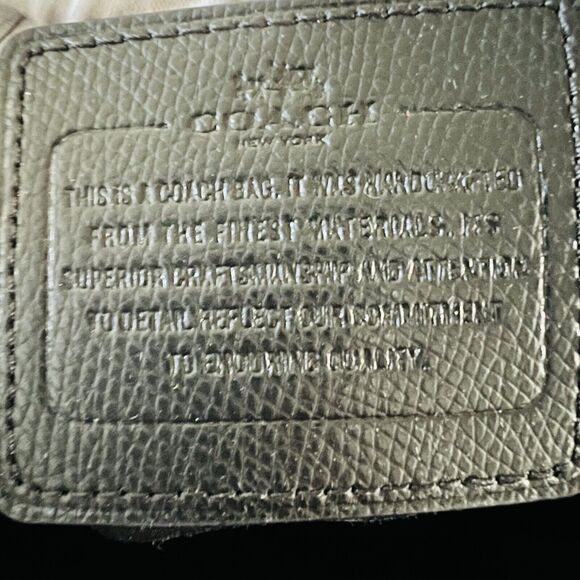 COACH
NEW YORK
THIS IS A COACH BAG. IT WAS HANDCRAFTED
FROM THE FINEST MATERIALS. ITS
SUPERIOR CRAFTSMANSHIP AND ATTENTION
TO DETAIL REFLECT OUR COMMITMENT
TO ENDURING QUALITY.